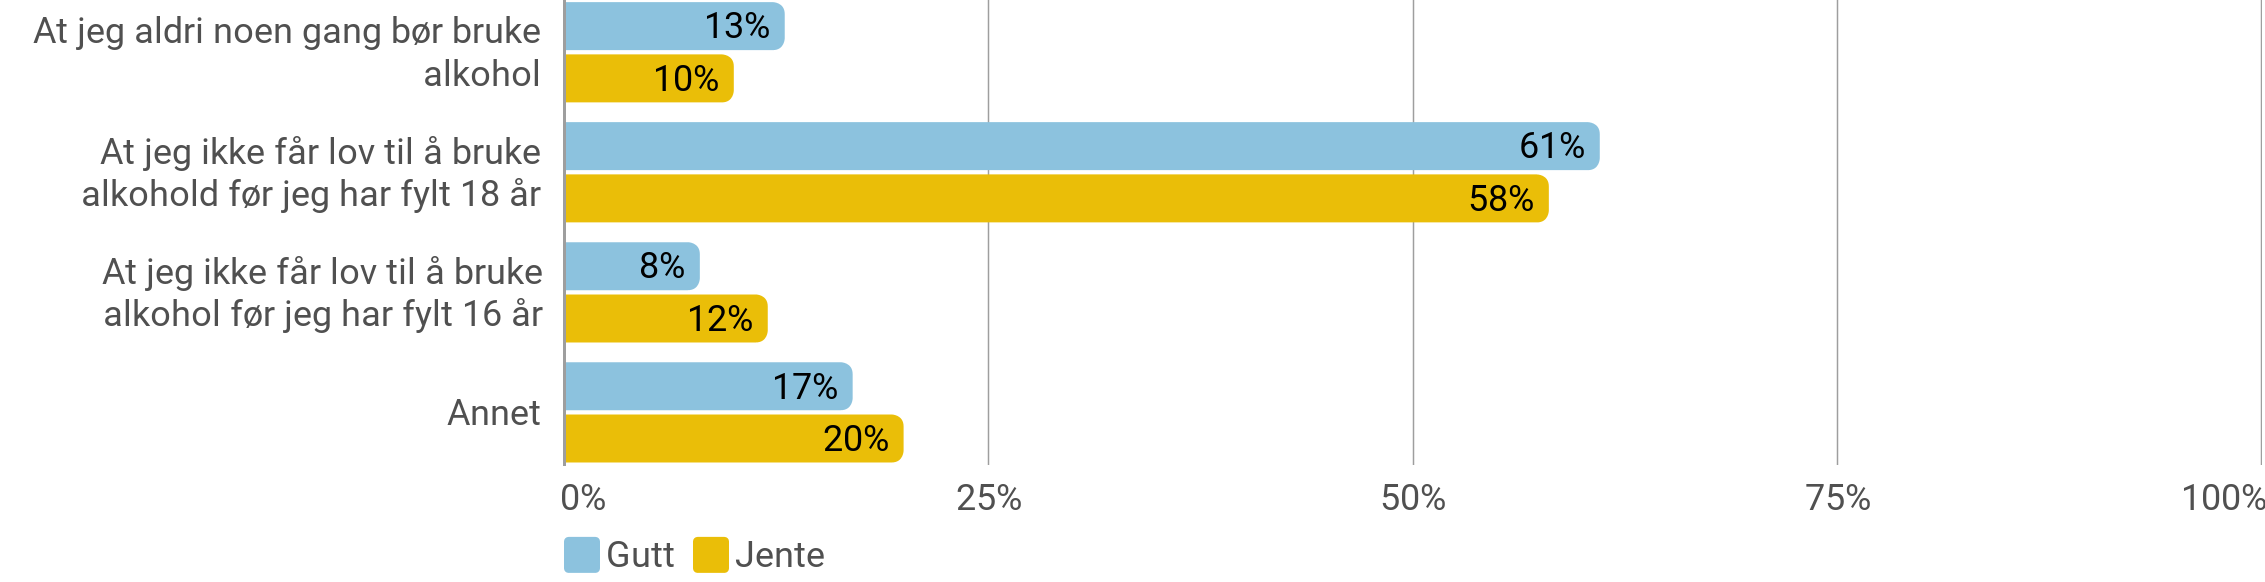 At jeg aldri noen gang bør bruke
alkohol
13%
10%
At jeg ikke får lov til å bruke
alkohold før jeg har fylt 18 år
61%
58%
At jeg ikke får lov til å bruke
alkohol før jeg har fylt 16 år
8%
12%
Annet
17%
20%
0% 25% 50% 75% 100%
Gutt Jente